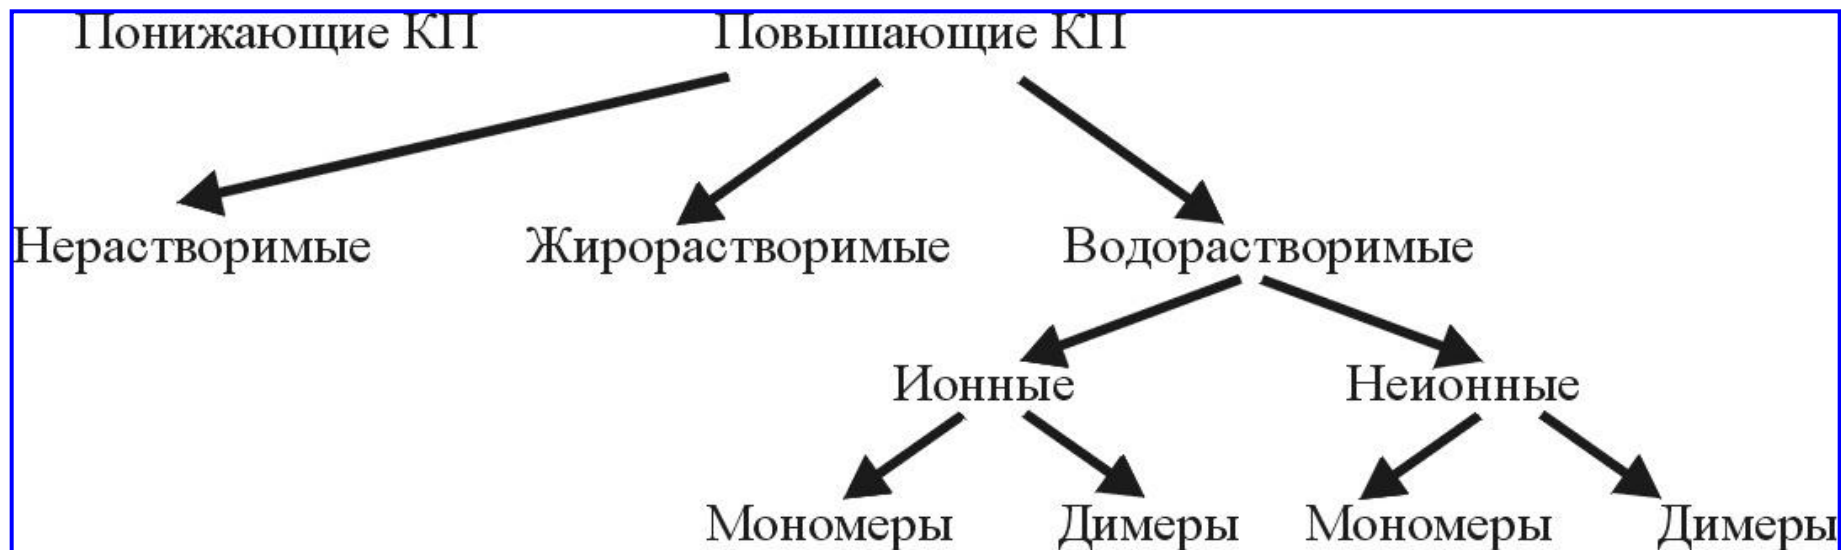 Понижающие КП Повышающие КП
Нерастворимые Жирорастворимые Водорастворимые
Ионные Неионные
Мономеры Димеры Мономеры Димеры